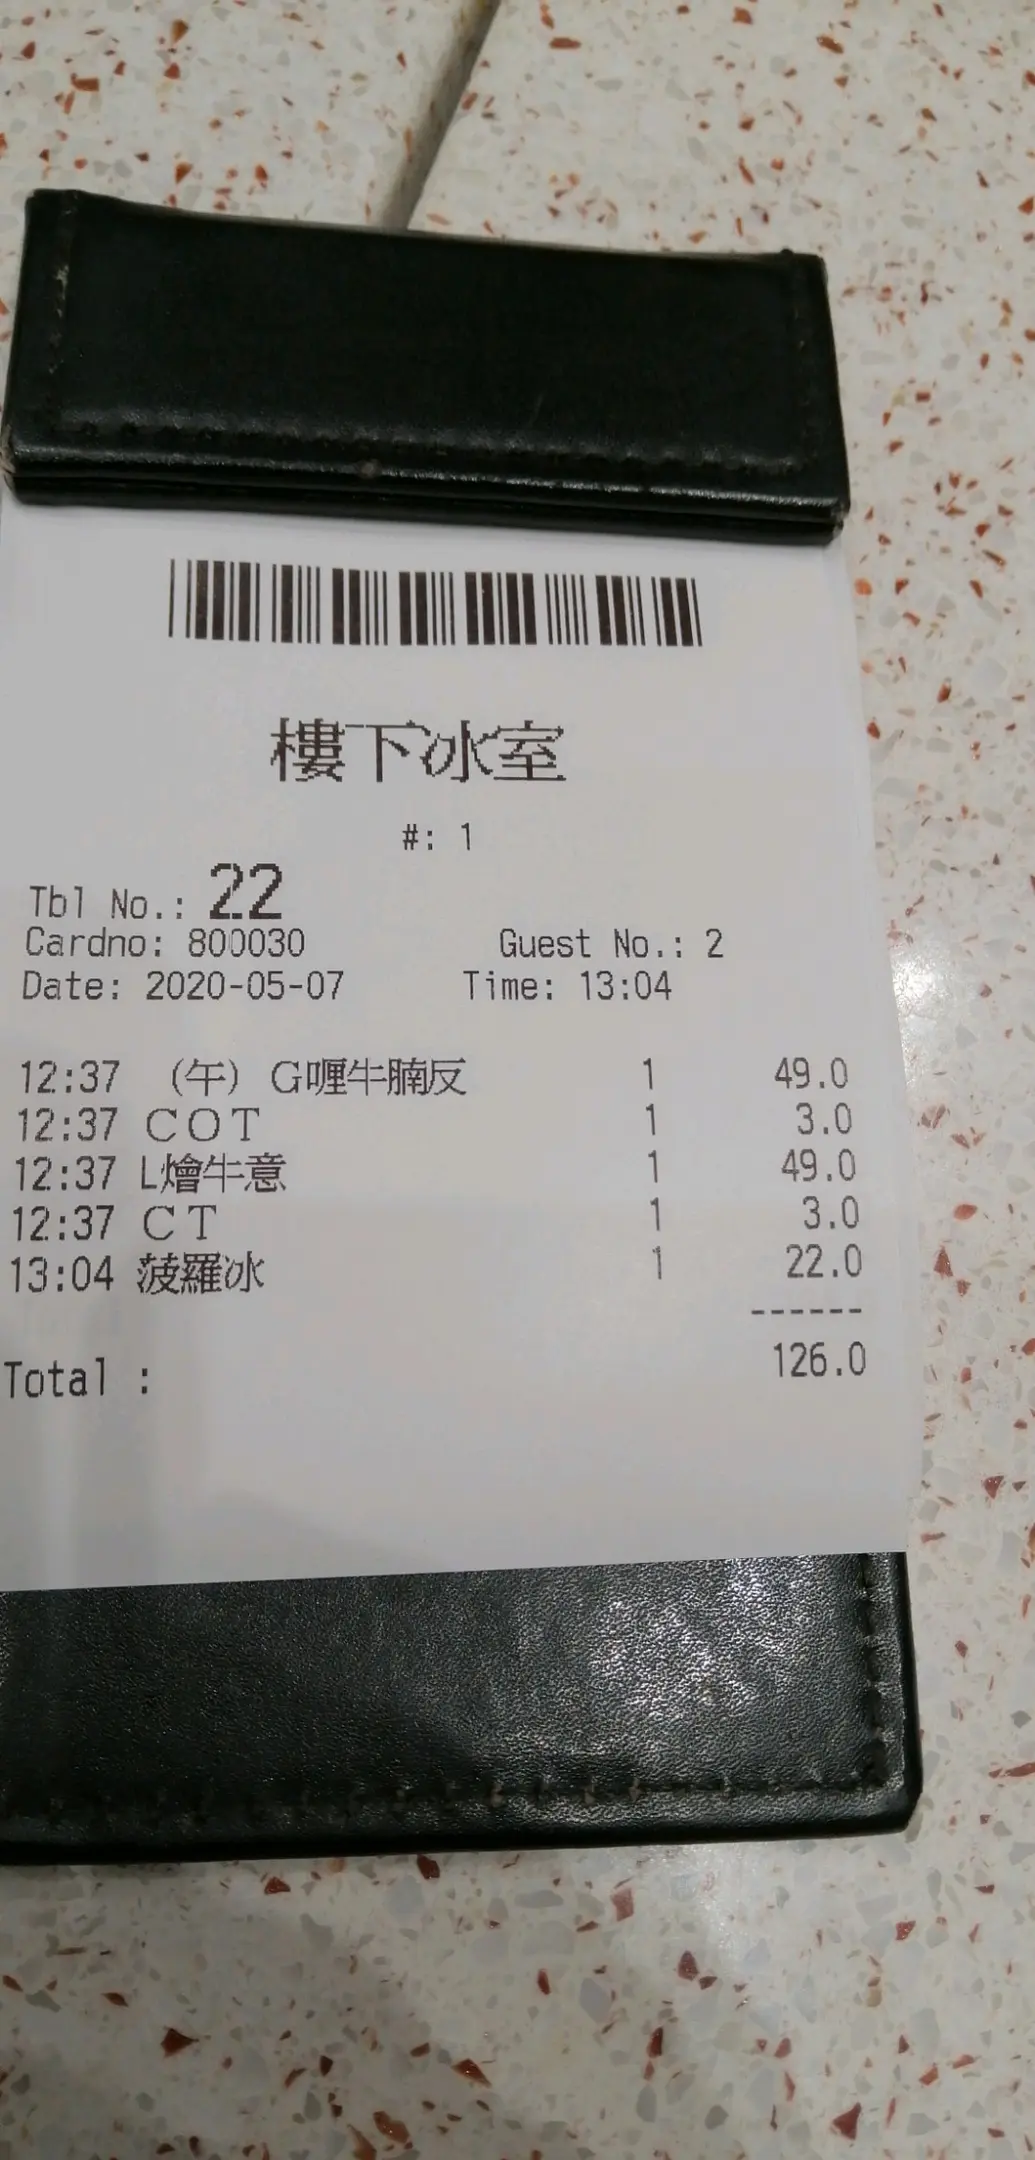 樓下冰室
#: 1
Tbl No.: 22
Cardno: 800030 Guest No.: 2
Date: 2020-05-07 Time: 13:04
12:37 （午）G喱牛腩反 1 49.0
12:37 ＣＯＴ 1 3.0
12:37 L燴牛意 1 49.0
12:37 ＣＴ 1 3.0
13:04 菠羅冰 1 22.0
------
Total : 126.0